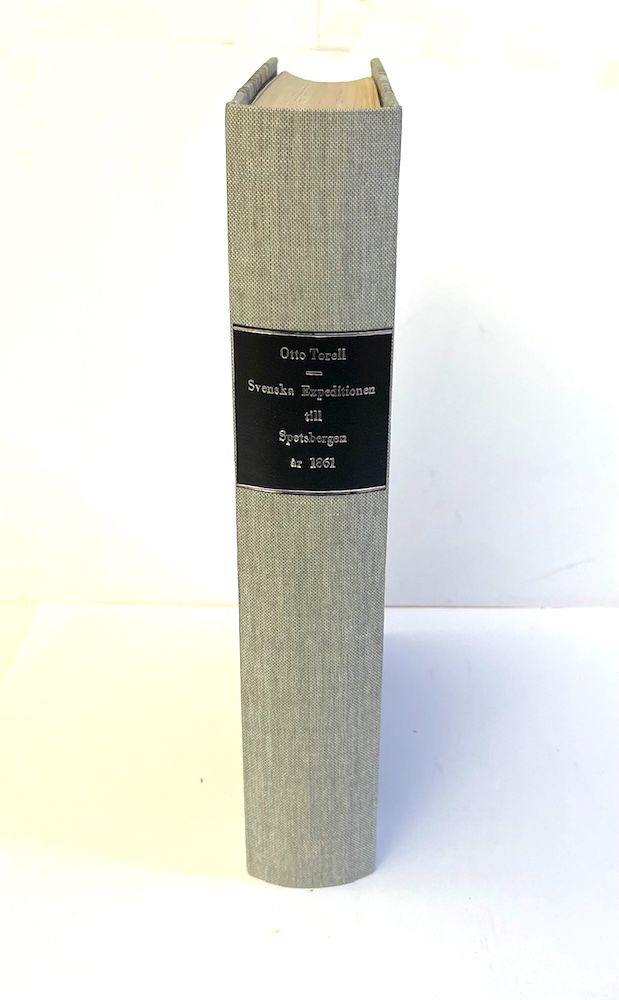 Otto Torell
Svenska Expeditionen
till
Spetsbergen
år 1861